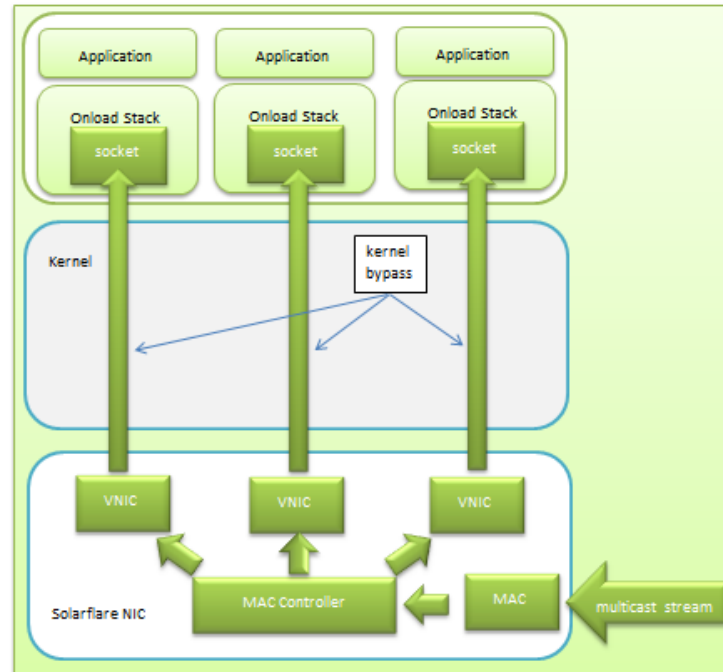 Application
Application
Application
Onload Stack
Onload Stack
Onload Stack
socket
socket
socket
Kernel
kernel
bypass
VNIC
VNIC
VNIC
Solarflare NIC
MAC Controller
MAC
multicast stream